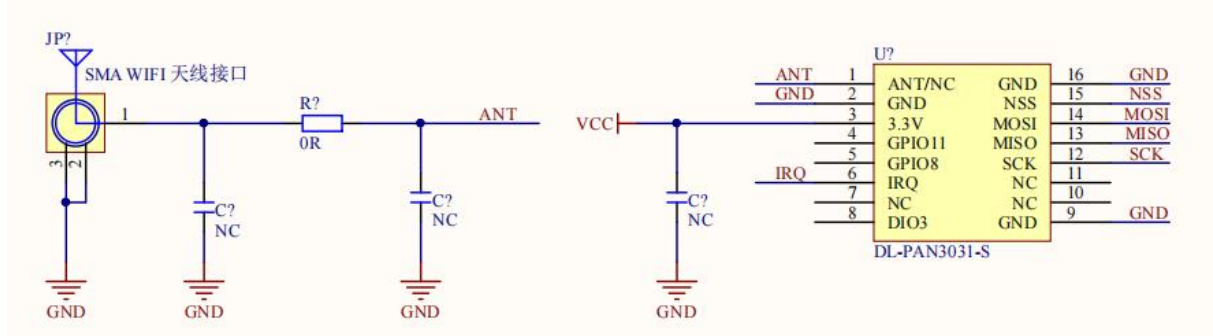 JP?
SMA WIFI 天线接口
1
3
2
R?
0R
ANT
C?
NC
C?
NC
GND
GND
GND
VCC
C?
NC
GND
U?
ANT 1 ANT/NC GND 16 GND
GND 2 GND NSS 15 NSS
3 3.3V MOSI 14 MOSI
4 GPIO11 MISO 13 MISO
5 GPIO8 SCK 12 SCK
IRQ 6 IRQ NC 11
7 NC NC 10
8 DIO3 GND 9 GND
DL-PAN3031-S